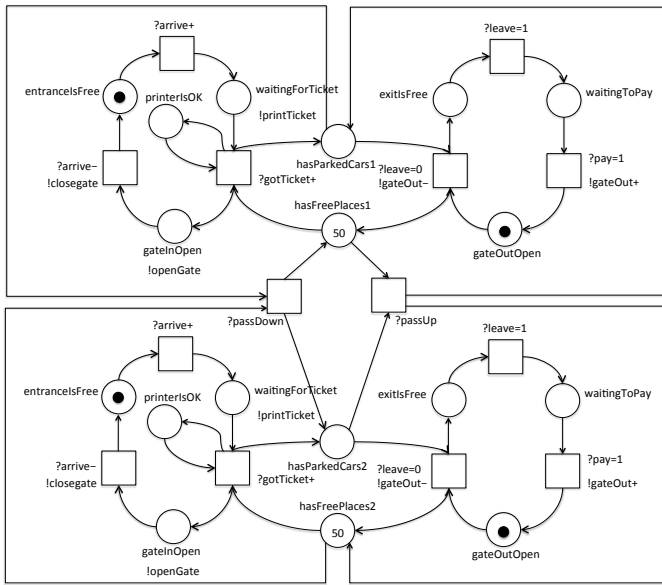 ?arrive+
?leave=1
entranceIsFree
printerIsOK
waitingForTicket
!printTicket
exitIsFree
waitingToPay
?arrive−
!closegate
?gotTicket+
hasParkedCars1
?leave=0
!gateOut−
?pay=1
!gateOut+
hasFreePlaces1
50
gateInOpen
!openGate
gateOutOpen
?passDown
?passUp
?arrive+
?leave=1
entranceIsFree
printerIsOK
waitingForTicket
!printTicket
exitIsFree
waitingToPay
?arrive−
!closegate
?gotTicket+
hasParkedCars2
?leave=0
!gateOut−
?pay=1
!gateOut+
hasFreePlaces2
50
gateInOpen
!openGate
gateOutOpen